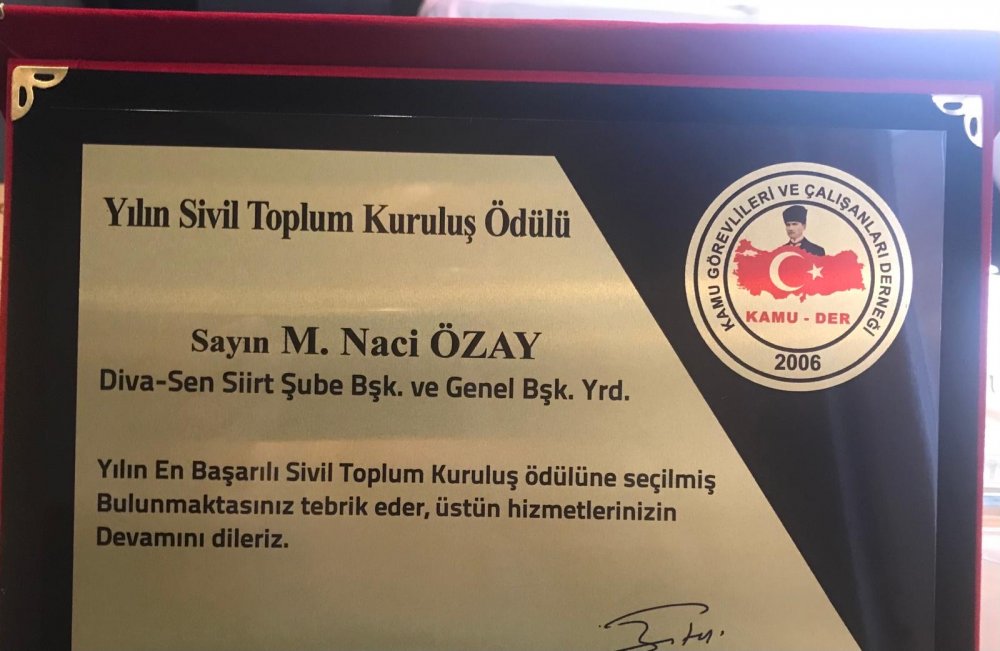 Yılın Sivil Toplum Kuruluş Ödülü
KAMU GÖREVLİLERİ VE ÇALIŞANLARI DERNEĞİ
KAMU - DER
2006
Sayın M. Naci ÖZAY
Diva-Sen Siirt Şube Bşk. ve Genel Bşk. Yrd.
Yılın En Başarılı Sivil Toplum Kuruluş ödülüne seçilmiş
Bulunmaktasınız tebrik eder, üstün hizmetlerinizin
Devamını dileriz.